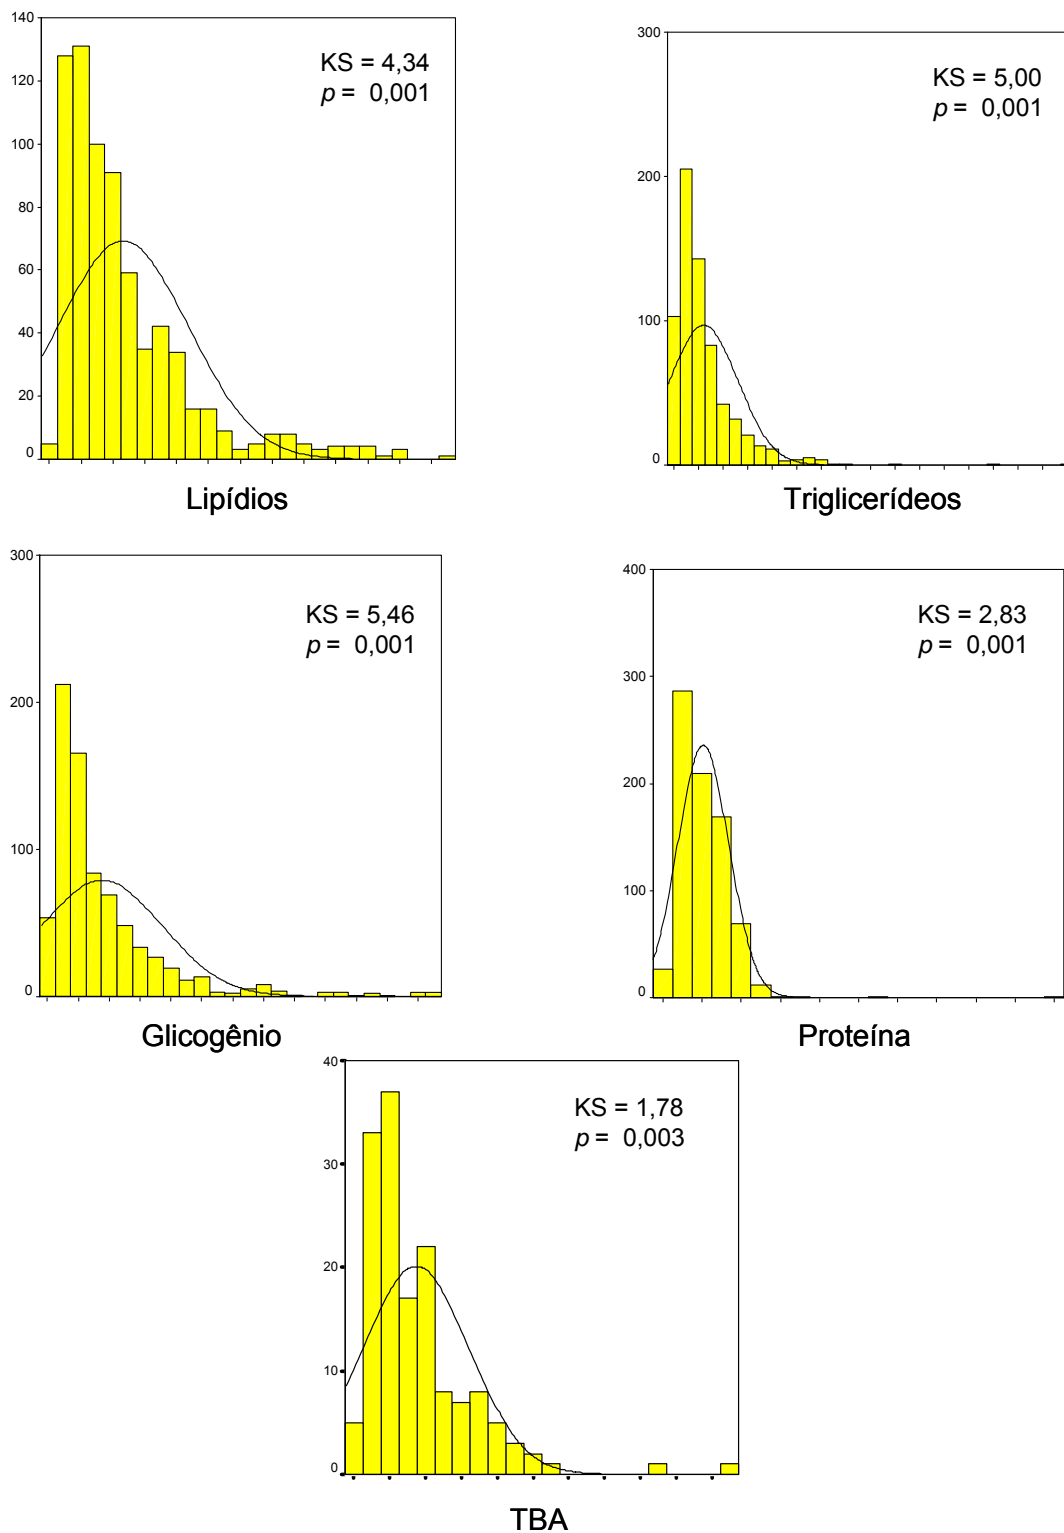 140
120
100
80
60
40
20
0
KS = 4,34
p = 0,001
Lipídios
300
200
100
0
KS = 5,00
p = 0,001
Triglicerídeos
300
200
100
0
KS = 5,46
p = 0,001
Glicogênio
400
300
200
100
0
KS = 2,83
p = 0,001
Proteína
40
30
20
10
0
KS = 1,78
p = 0,003
TBA